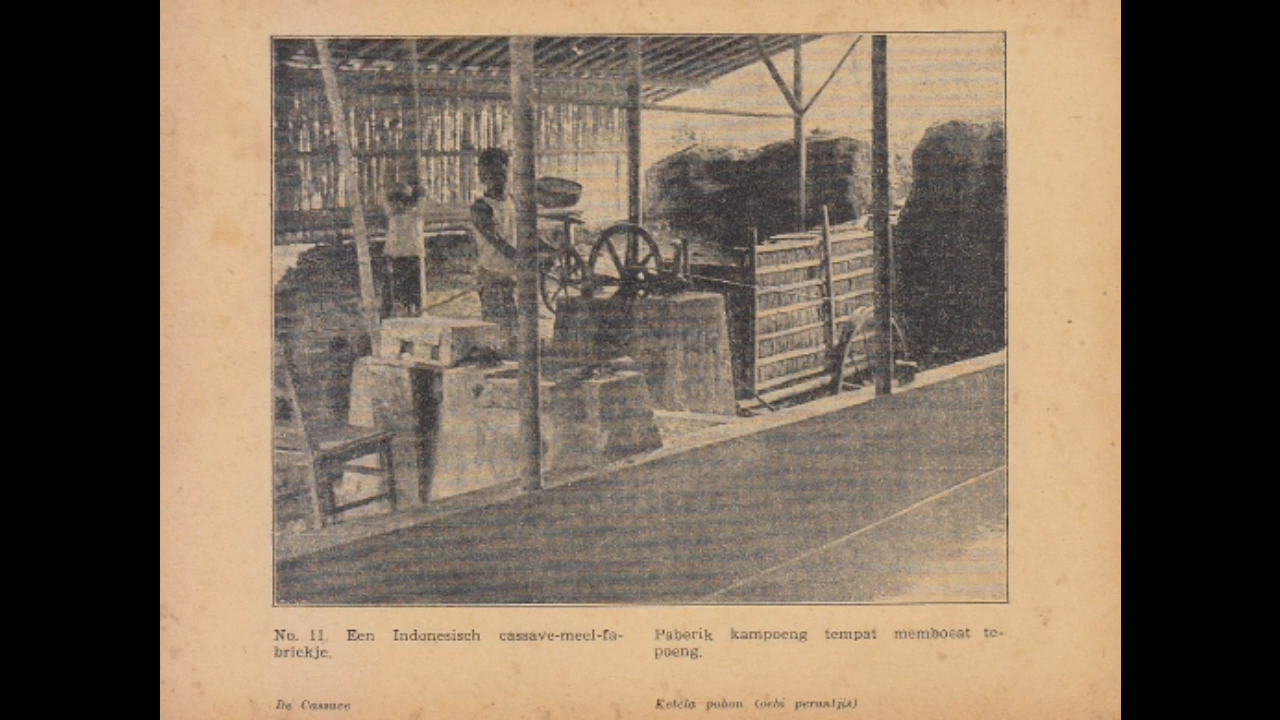 No. 11. Een Indonesisch cassave-meel-fa-
briekje.
Paberik kampoeng tempat memboeat te-
poeng.
De Cassave
Ketéla pohon (oebi perantjis)